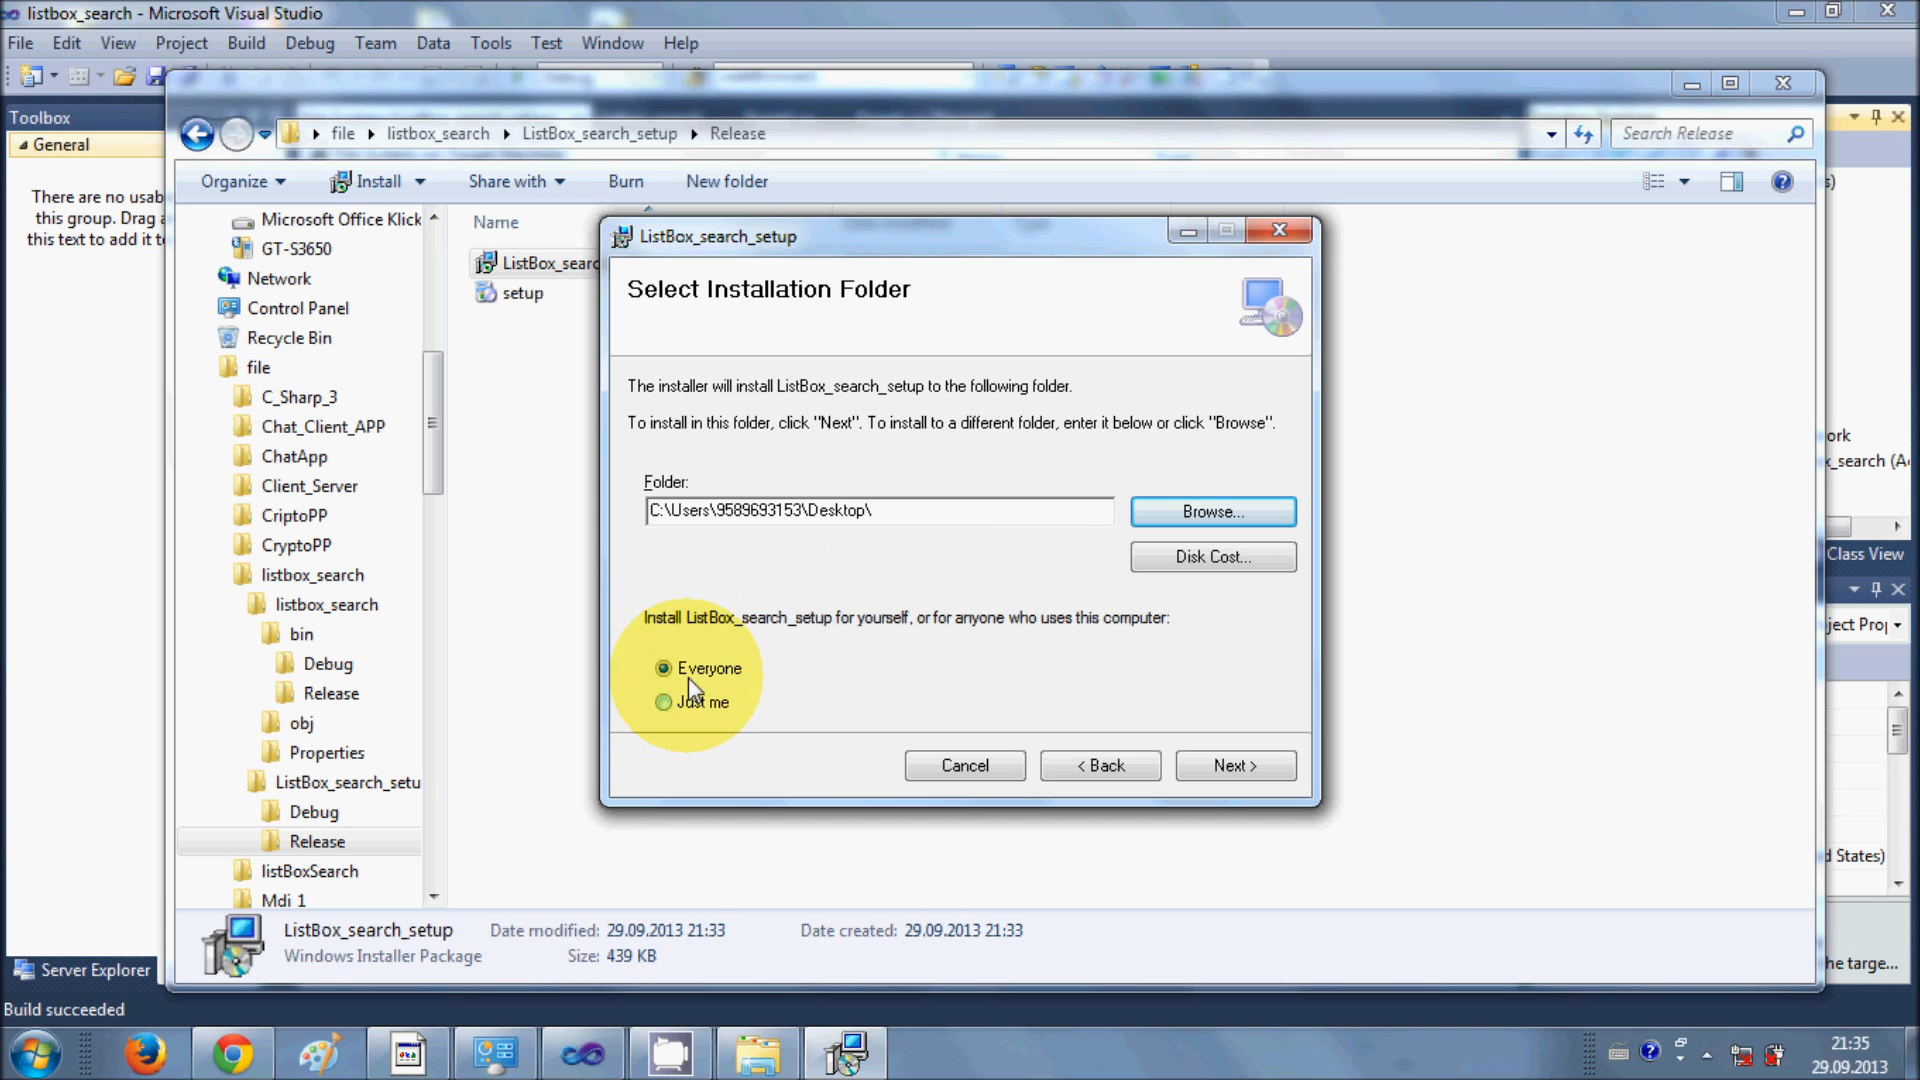 listbox_search - Microsoft Visual Studio
File Edit View Project Build Debug Team Data Tools Test Window Help
Toolbox
General
There are no usab
this group. Drag a
this text to add it t
file listbox_search ListBox_search_setup Release
Search Release
Organize Install Share with Burn New folder
Microsoft Office Klick
GT-S3650
Network
Control Panel
Recycle Bin
file
C_Sharp_3
Chat_Client_APP
ChatApp
Client_Server
CriptoPP
CryptoPP
listbox_search
listbox_search
bin
Debug
Release
obj
Properties
ListBox_search_setu
Debug
Release
listBoxSearch
Mdi 1
Name
ListBox_searc
setup
ListBox_search_setup
Select Installation Folder
The installer will install ListBox_search_setup to the following folder.
To install in this folder, click "Next". To install to a different folder, enter it below or click "Browse".
Folder:
C:\Users\9589693153\Desktop\
Browse...
Disk Cost...
Install ListBox_search_setup for yourself, or for anyone who uses this computer:
Everyone
Just me
Cancel < Back Next >
s)
ork
x_search (A
Class View
ject Proj
d States)
he targe...
ListBox_search_setup Date modified: 29.09.2013 21:33 Date created: 29.09.2013 21:33
Windows Installer Package Size: 439 KB
Server Explorer
Build succeeded
21:35
29.09.2013